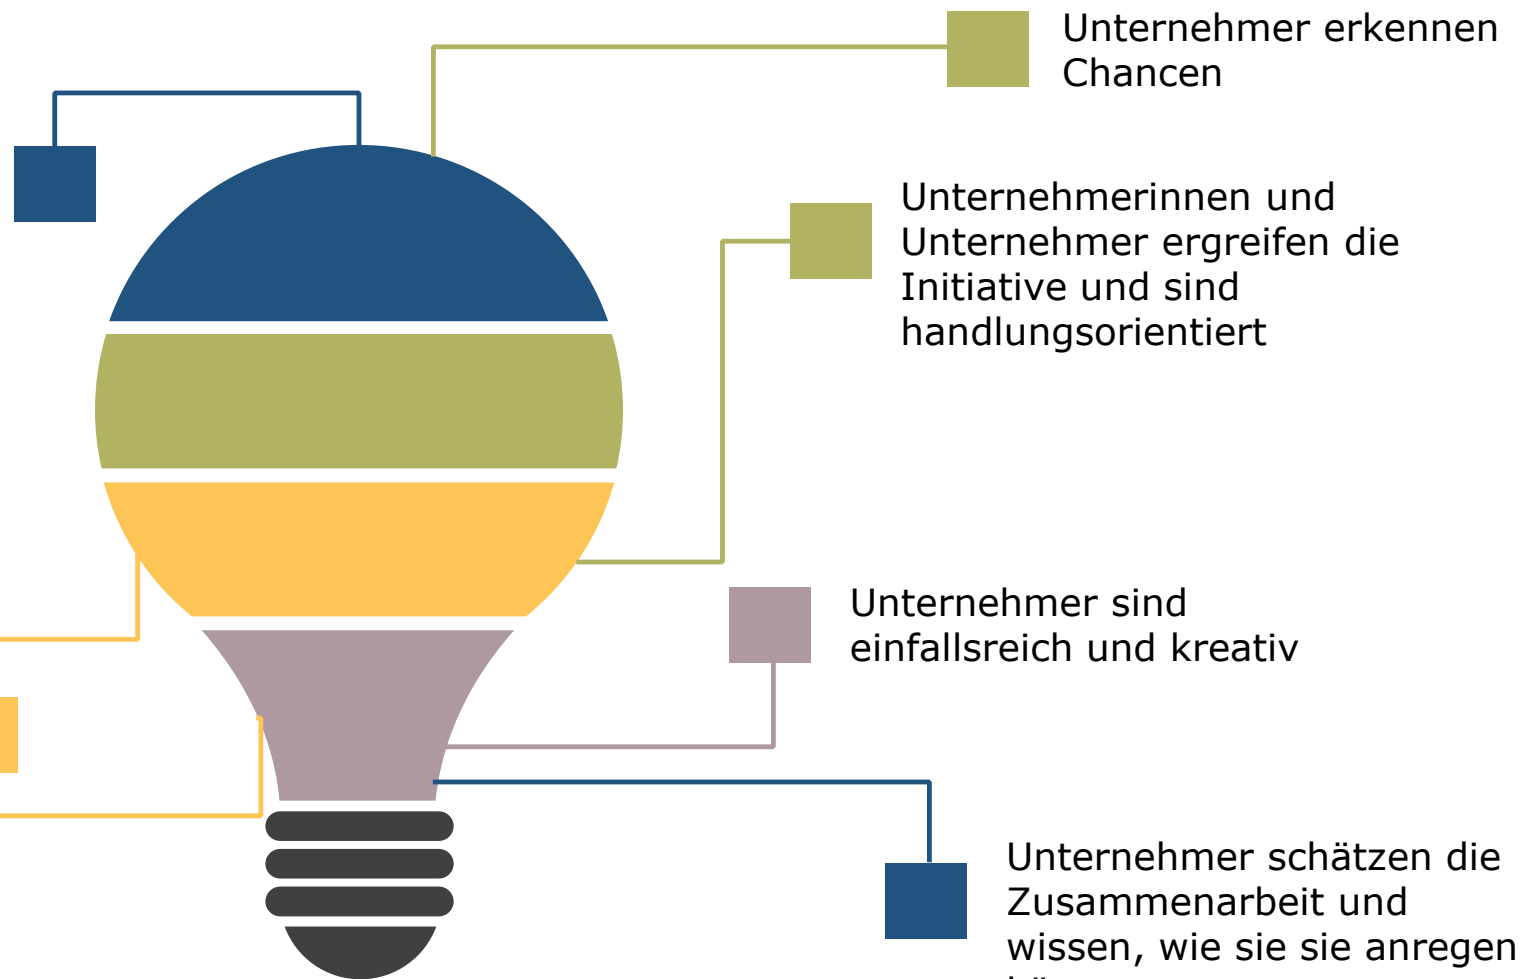 Unternehmer erkennen
Chancen
Unternehmerinnen und
Unternehmer ergreifen die
Initiative und sind
handlungsorientiert
Unternehmer sind
einfallsreich und kreativ
Unternehmer schätzen die
Zusammenarbeit und
wissen, wie sie sie anregen